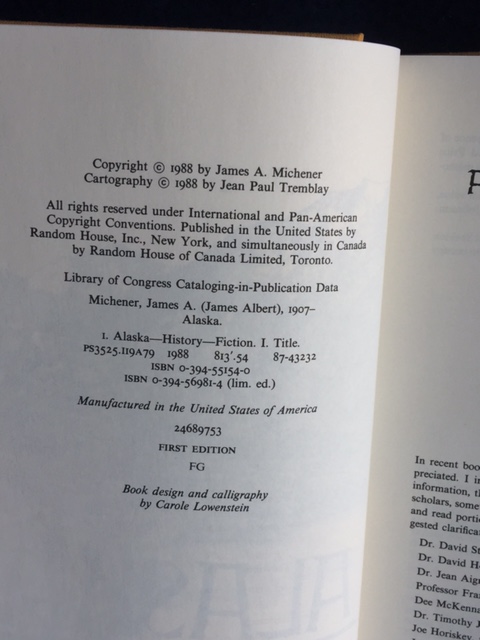 Copyright © 1988 by James A. Michener
Cartography © 1988 by Jean Paul Tremblay
All rights reserved under International and Pan-American
Copyright Conventions. Published in the United States by
Random House, Inc., New York, and simultaneously in Canada
by Random House of Canada Limited, Toronto.
Library of Congress Cataloging-in-Publication Data
Michener, James A. (James Albert), 1907–
Alaska.
1. Alaska—History—Fiction. I. Title.
PS3525.I19A79 1988 813'.54 87-43232
ISBN 0-394-55154-0
ISBN 0-394-56981-4 (lim. ed.)
Manufactured in the United States of America
24689753
FIRST EDITION
FG
Book design and calligraphy
by Carole Lowenstein
In recent boo
preciated. I i
information, t
scholars, some
and read porti
gested clarifica
Dr. David St
Dr. David H
Dr. Jean Aig
Professor Fra
Dee McKenna
Dr. Timothy J
Joe Horiskey